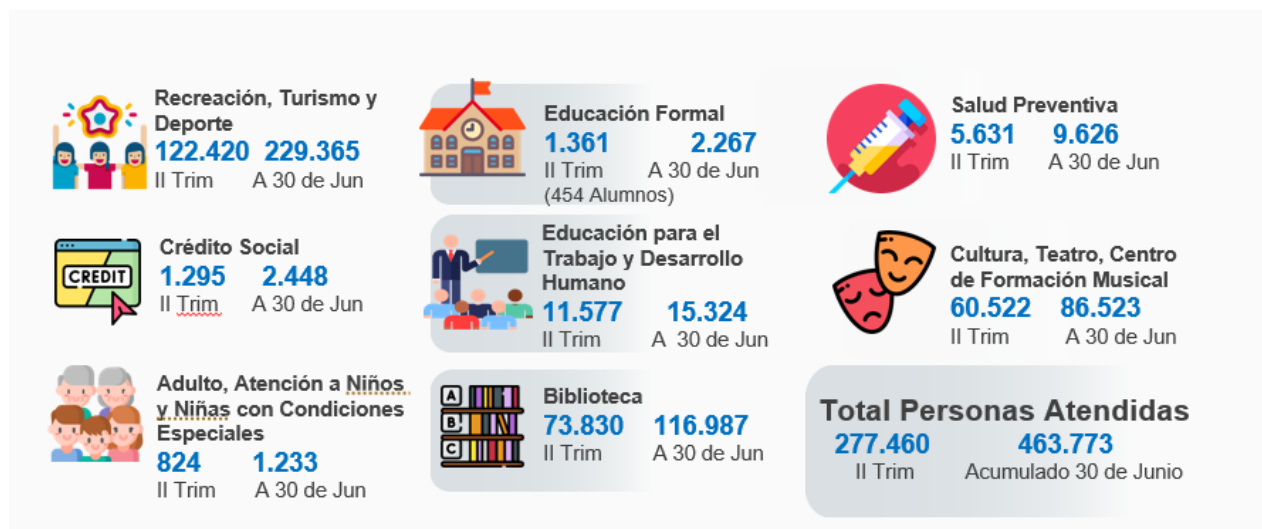 Recreación, Turismo y
Deporte
122.420 229.365
II Trim A 30 de Jun
Educación Formal
1.361 2.267
II Trim A 30 de Jun
(454 Alumnos)
Salud Preventiva
5.631 9.626
II Trim A 30 de Jun
Crédito Social
1.295 2.448
II Trim A 30 de Jun
CREDIT
Educación para el
Trabajo y Desarrollo
Humano
11.577 15.324
II Trim A 30 de Jun
Cultura, Teatro, Centro
de Formación Musical
60.522 86.523
II Trim A 30 de Jun
Adulto, Atención a Niños
y Niñas con Condiciones
Especiales
824 1.233
II Trim A 30 de Jun
Biblioteca
73.830 116.987
II Trim A 30 de Jun
A
B
C
Total Personas Atendidas
277.460 463.773
II Trim Acumulado 30 de Junio